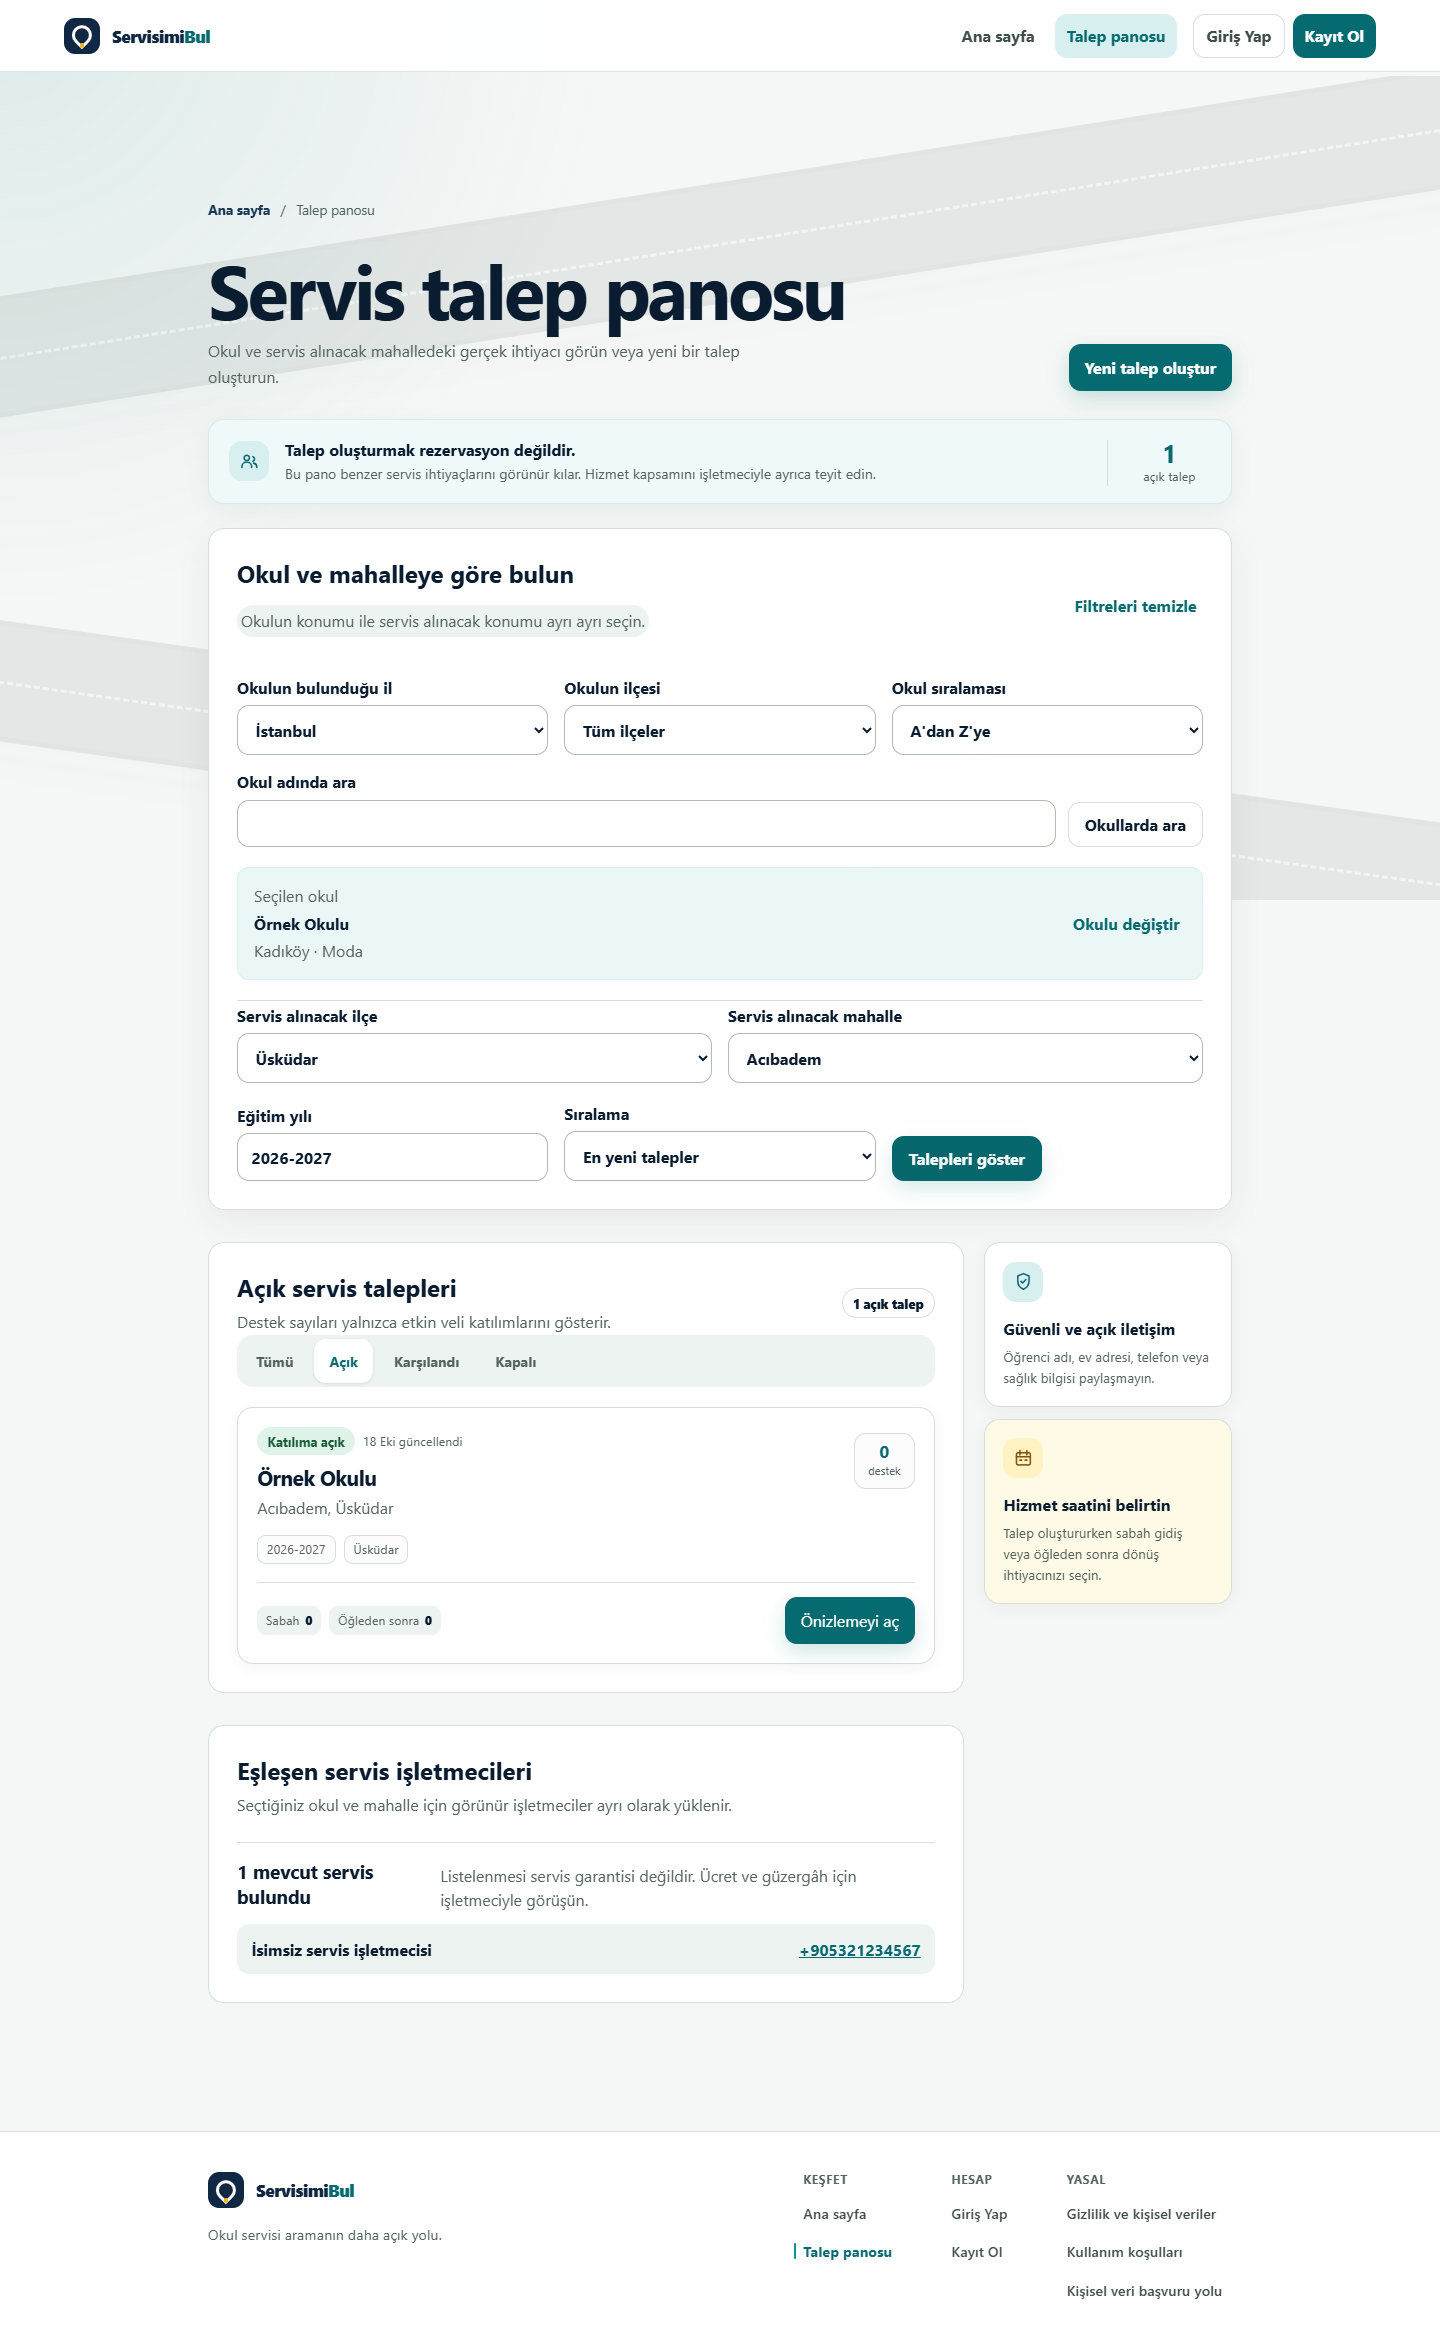 ServisimiBul
Ana sayfa
Talep panosu
Giriş Yap
Kayıt Ol
Ana sayfa / Talep panosu
Servis talep panosu
Okul ve servis alınacak mahalledeki gerçek ihtiyacı görün veya yeni bir talep
oluşturun.
Yeni talep oluştur
Talep oluşturmak rezervasyon değildir.
Bu pano benzer servis ihtiyaçlarını görünür kılar. Hizmet kapsamını işletmeciyle ayrıca teyit edin.
1
açık talep
Okul ve mahalleye göre bulun
Okulun konumu ile servis alınacak konumu ayrı ayrı seçin.
Filtreleri temizle
Okulun bulunduğu il
Okulun ilçesi
Okul sıralaması
İstanbul
Tüm ilçeler
A'dan Z'ye
Okul adında ara
Okullarda ara
Seçilen okul
Örnek Okulu
Kadıköy · Moda
Okulu değiştir
Servis alınacak ilçe
Servis alınacak mahalle
Üsküdar
Acıbadem
Eğitim yılı
Sıralama
2026-2027
En yeni talepler
Talepleri göster
Açık servis talepleri
Destek sayıları yalnızca etkin veli katılımlarını gösterir.
1 açık talep
Tümü
Açık
Karşılandı
Kapalı
Katılıma açık
18 Eki güncellendi
Örnek Okulu
Acıbadem, Üsküdar
0
destek
2026-2027
Üsküdar
Sabah 0
Öğleden sonra 0
Önizlemeyi aç
Güvenli ve açık iletişim
Öğrenci adı, ev adresi, telefon veya
sağlık bilgisi paylaşmayın.
Hizmet saatini belirtin
Talep oluştururken sabah gidiş
veya öğleden sonra dönüş
ihtiyacınızı seçin.
Eşleşen servis işletmecileri
Seçtiğiniz okul ve mahalle için görünür işletmeciler ayrı olarak yüklenir.
1 mevcut servis
bulundu
Listelenmesi servis garantisi değildir. Ücret ve güzergâh için
işletmeciyle görüşün.
İsimsiz servis işletmecisi
+905321234567
ServisimiBul
Okul servisi aramanın daha açık yolu.
KEŞFET
Ana sayfa
Talep panosu
HESAP
Giriş Yap
Kayıt Ol
YASAL
Gizlilik ve kişisel veriler
Kullanım koşulları
Kişisel veri başvuru yolu